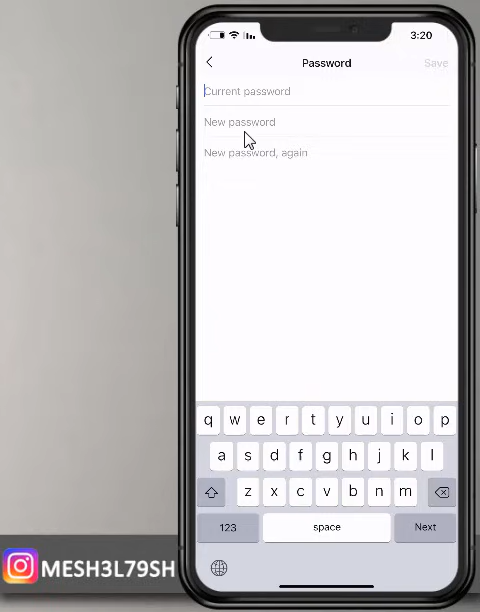 3:20
Password
Save
Current password
New password
New password, again
q w e r t y u i o p
a s d f g h j k l
z x c v b n m
123 space Next
MESH3L79SH